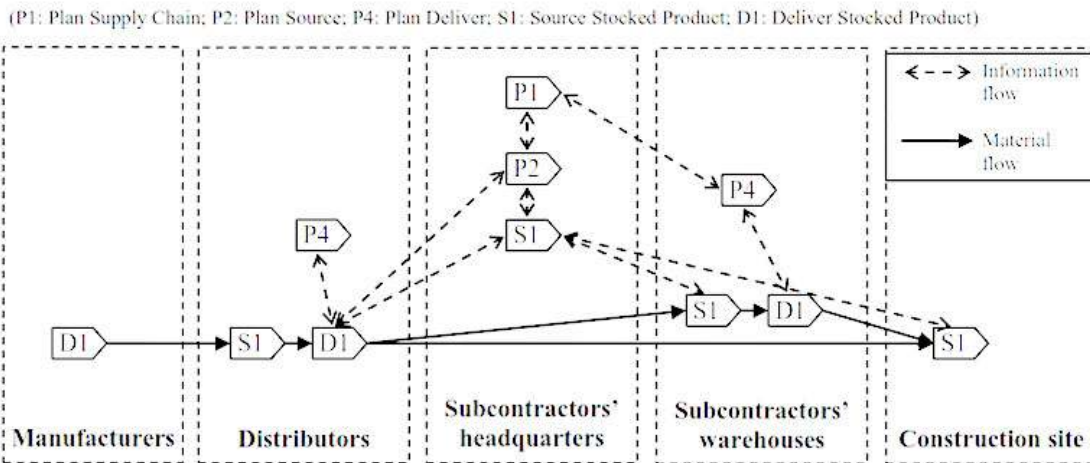 (P1: Plan Supply Chain; P2: Plan Source; P4: Plan Deliver; S1: Source Stocked Product; D1: Deliver Stocked Product)
P1
Information
flow
Material
flow
P2
P4
P4
S1
S1
D1
D1
S1
D1
S1
Manufacturers
Distributors
Subcontractors’
headquarters
Subcontractors’
warehouses
Construction site